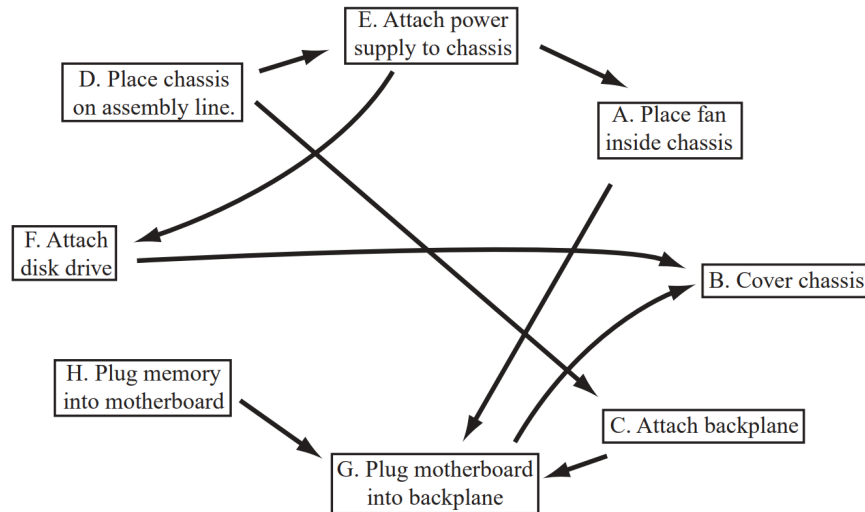 E. Attach power
supply to chassis
D. Place chassis
on assembly line.
A. Place fan
inside chassis
F. Attach
disk drive
B. Cover chassis
H. Plug memory
into motherboard
C. Attach backplane
G. Plug motherboard
into backplane